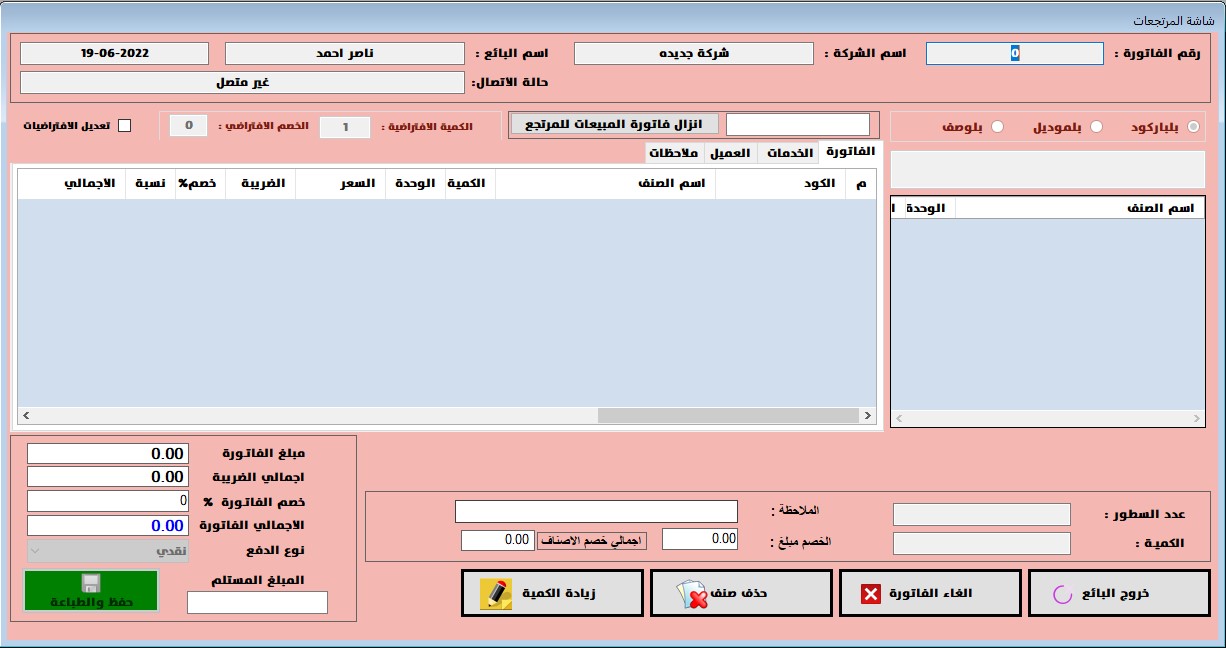 شاشة المرتجعات
رقم الفاتورة : 0 اسم الشركة : شركة جديده اسم البائع : ناصر احمد 19-06-2022
حالة الاتصال: غير متصل
بلباركود بلموديل بلوصف انزال فاتورة المبيعات للمرتجع الكمية الافتراضية : 1 الخصم الافتراضي : 0 تعديل الافتراضيات
الفاتورة الخدمات العميل ملاحظات
اسم الصنف الوحدة ا
م الكود اسم الصنف الكمية الوحدة السعر الضريبة خصم% نسبة الاجمالي
مبلغ الفاتورة 0.00
اجمالي الضريبة 0.00
خصم الفاتورة % 0
الاجمالي الفاتورة 0.00
نوع الدفع نقدي
المبلغ المستلم
حفظ والطباعة
عدد السطور : الملاحظة :
الكمية : الخصم مبلغ : 0.00 اجمالي خصم الاصناف 0.00
خروج البائع الغاء الفاتورة حذف صنف زيادة الكمية